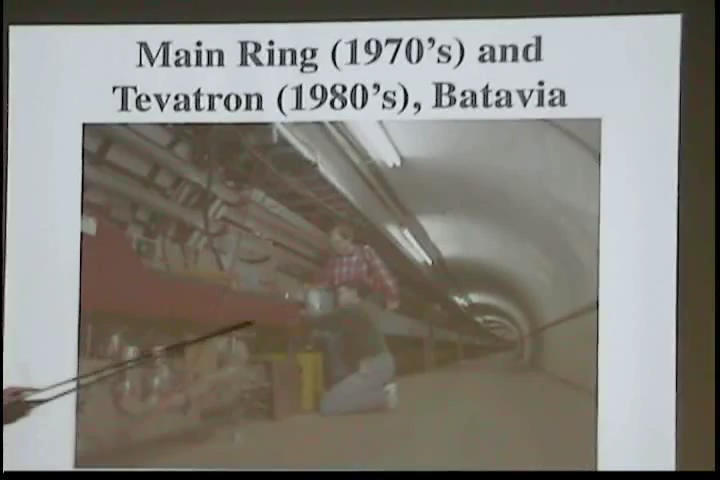 Main Ring (1970's) and
Tevatron (1980's), Batavia